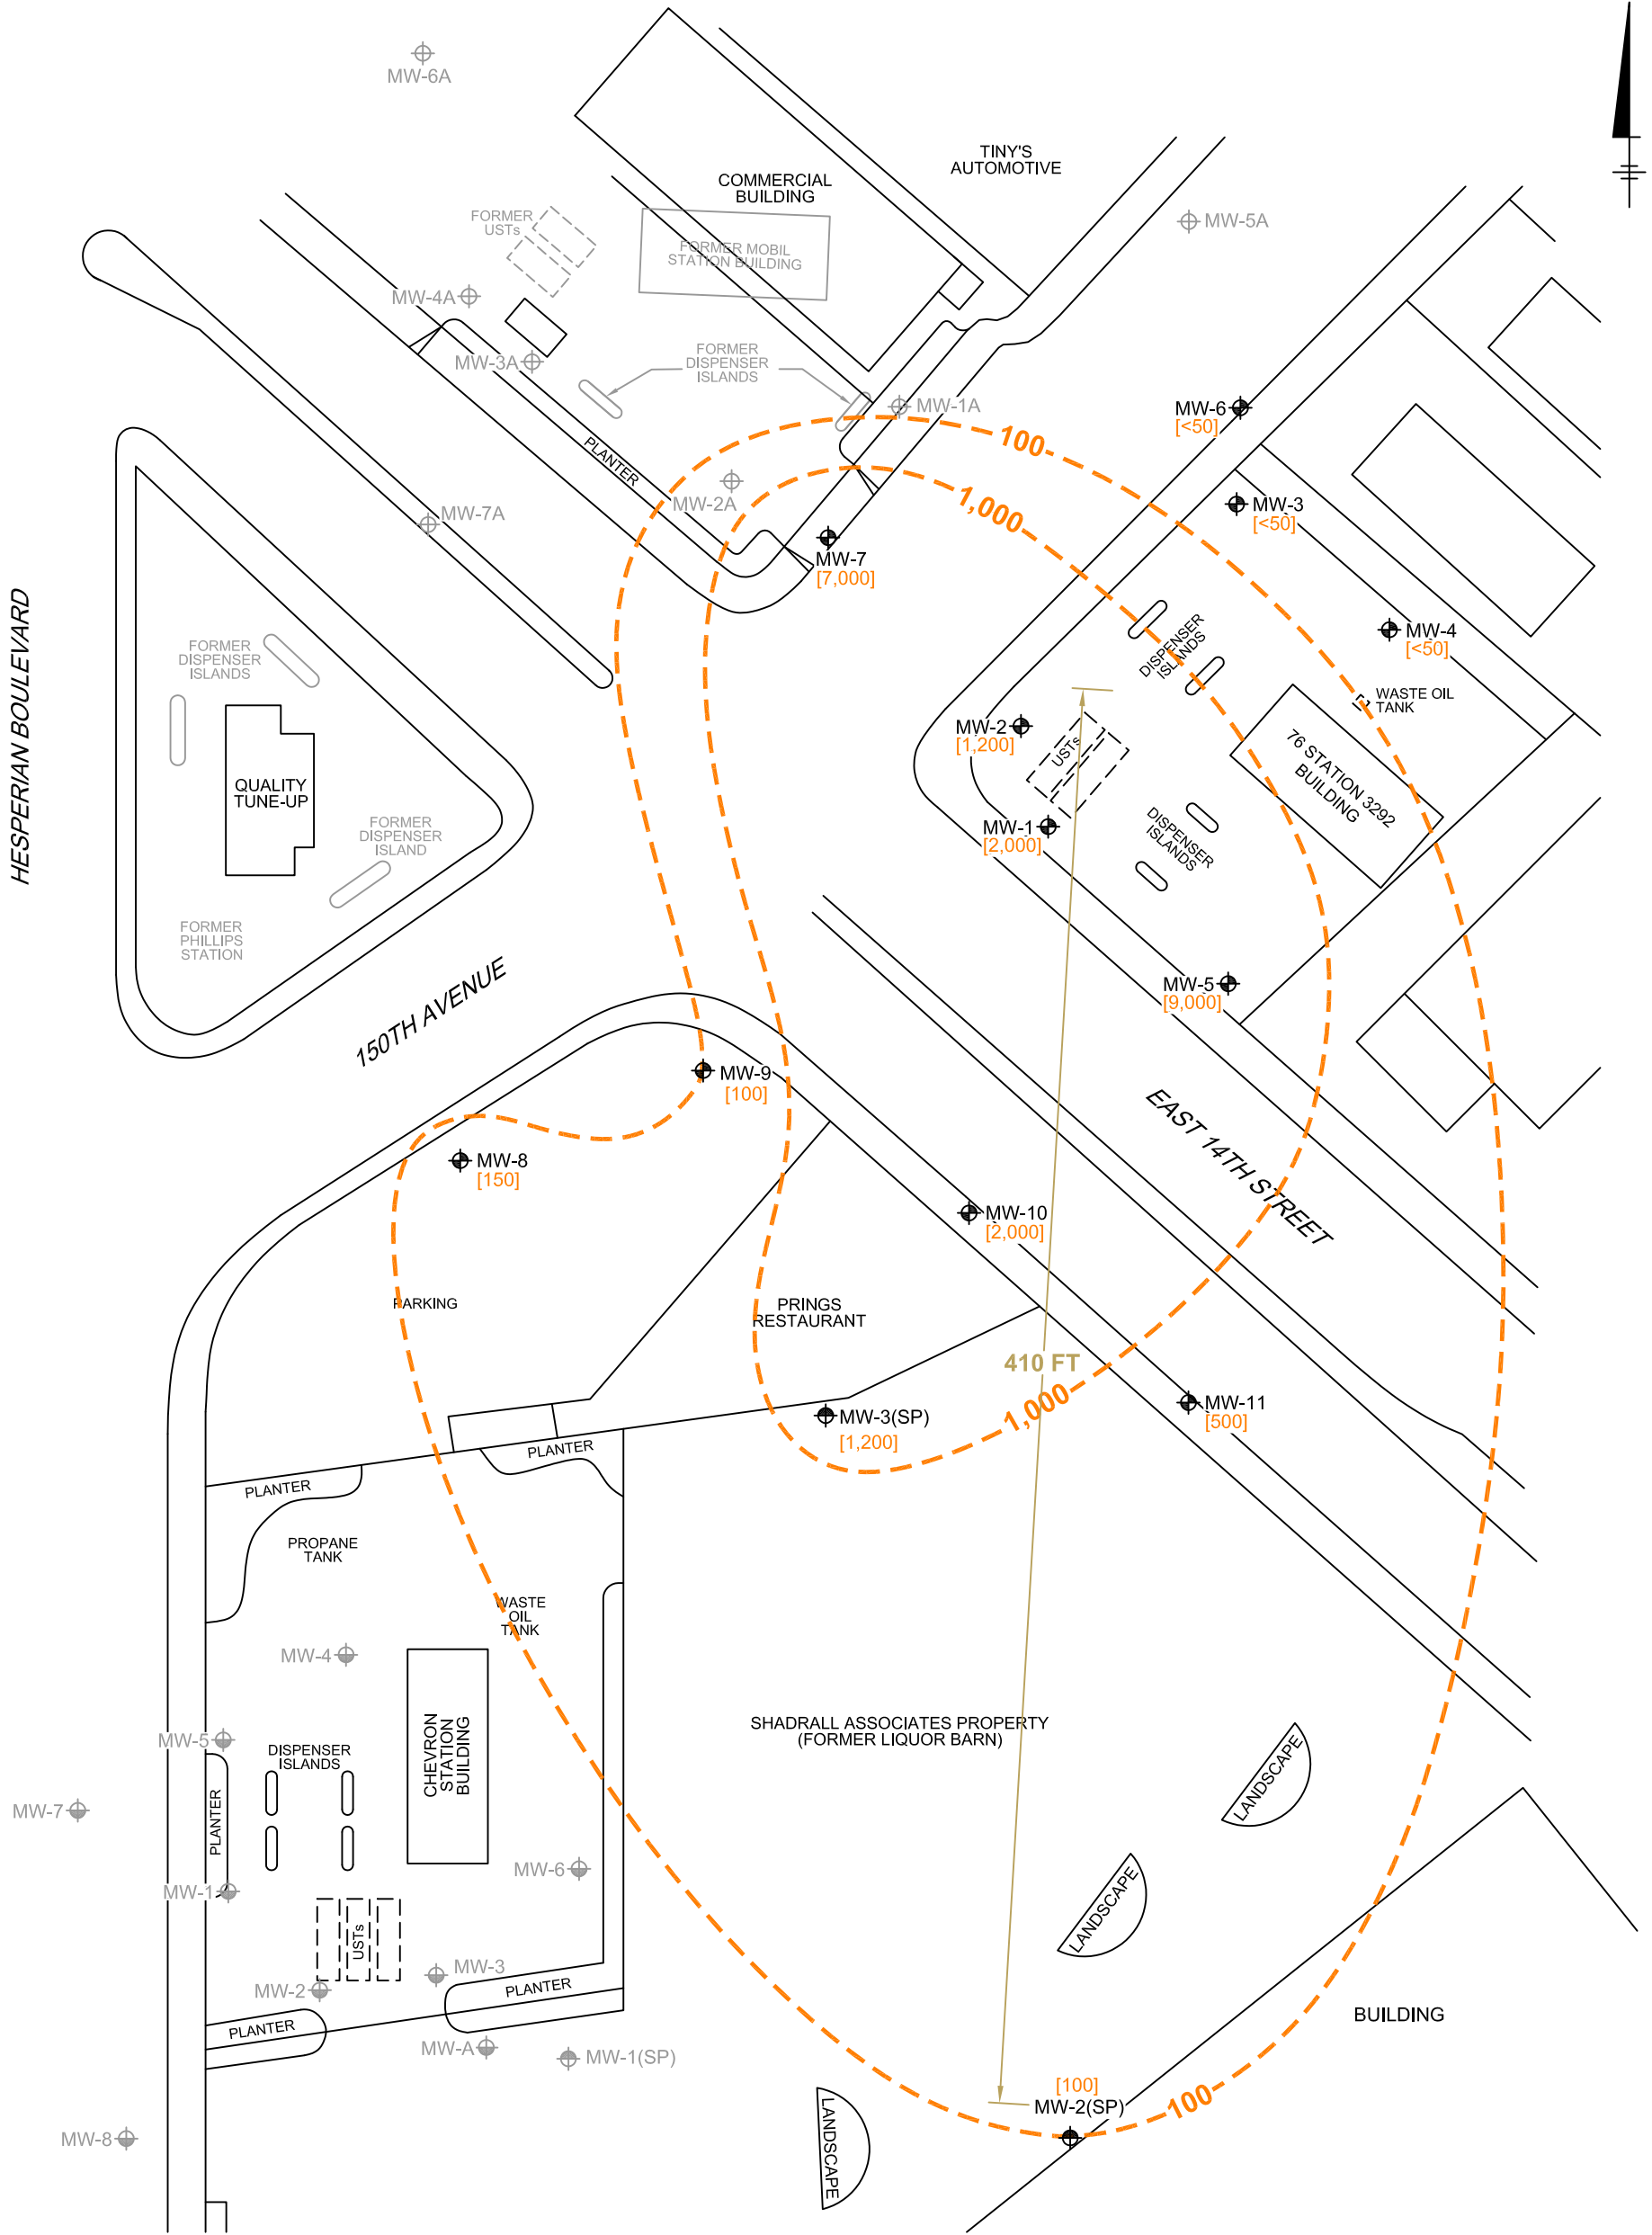 MW-6A
TINY'S
AUTOMOTIVE
COMMERCIAL
BUILDING
FORMER
USTs
MW-5A
FORMER MOBIL
STATION BUILDING
MW-4A
MW-3A
FORMER
DISPENSER
ISLANDS
MW-1A
MW-6
[<50]
100
PLANTER
MW-2A
1,000
MW-3
[<50]
MW-7A
MW-7
[7,000]
HESPERIAN BOULEVARD
FORMER
DISPENSER
ISLANDS
DISPENSER
ISLANDS
MW-4
[<50]
WASTE OIL
TANK
MW-2
[1,200]
USTs
76 STATION 3292
BUILDING
QUALITY
TUNE-UP
FORMER
DISPENSER
ISLAND
MW-1
[2,000]
DISPENSER
ISLANDS
FORMER
PHILLIPS
STATION
150TH AVENUE
MW-5
[9,000]
MW-9
[100]
EAST 14TH STREET
MW-8
[150]
MW-10
[2,000]
PARKING
PRINGS
RESTAURANT
410 FT
1,000
MW-11
[500]
MW-3(SP)
[1,200]
PLANTER
PLANTER
PROPANE
TANK
WASTE
OIL
TANK
MW-4
CHEVRON
STATION
BUILDING
SHADRALL ASSOCIATES PROPERTY
(FORMER LIQUOR BARN)
MW-5
DISPENSER
ISLANDS
LANDSCAPE
MW-7
PLANTER
MW-6
MW-1
LANDSCAPE
USTs
MW-3
MW-2
PLANTER
PLANTER
BUILDING
MW-A
MW-1(SP)
[100]
MW-2(SP)
100
MW-8
LANDSCAPE